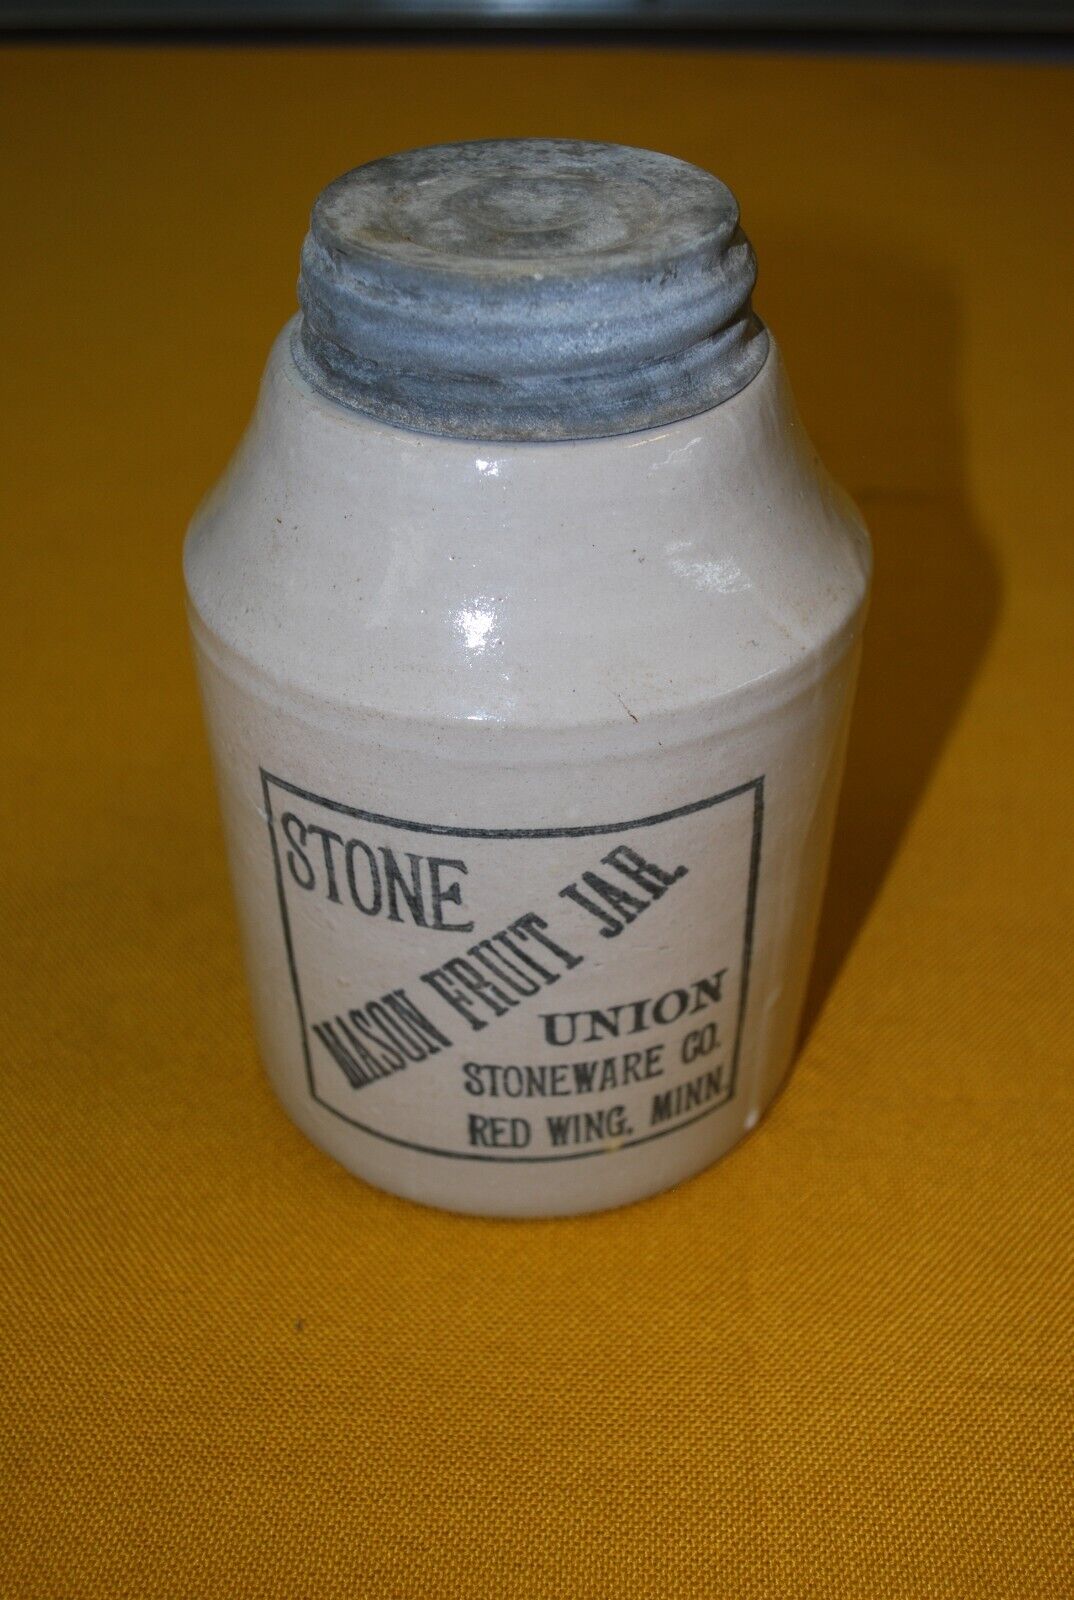 STONE
MASON FRUIT JAR.
UNION
STONEWARE CO.
RED WING, MINN.